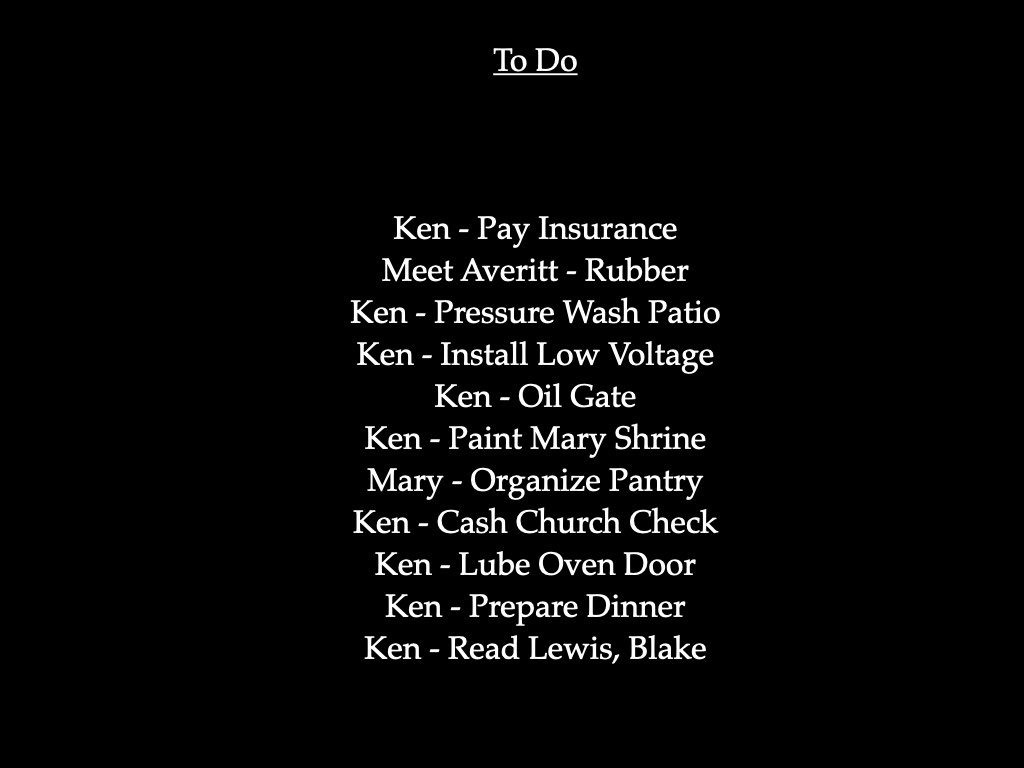 To Do
Ken - Pay Insurance
Meet Averitt - Rubber
Ken - Pressure Wash Patio
Ken - Install Low Voltage
Ken - Oil Gate
Ken - Paint Mary Shrine
Mary - Organize Pantry
Ken - Cash Church Check
Ken - Lube Oven Door
Ken - Prepare Dinner
Ken - Read Lewis, Blake